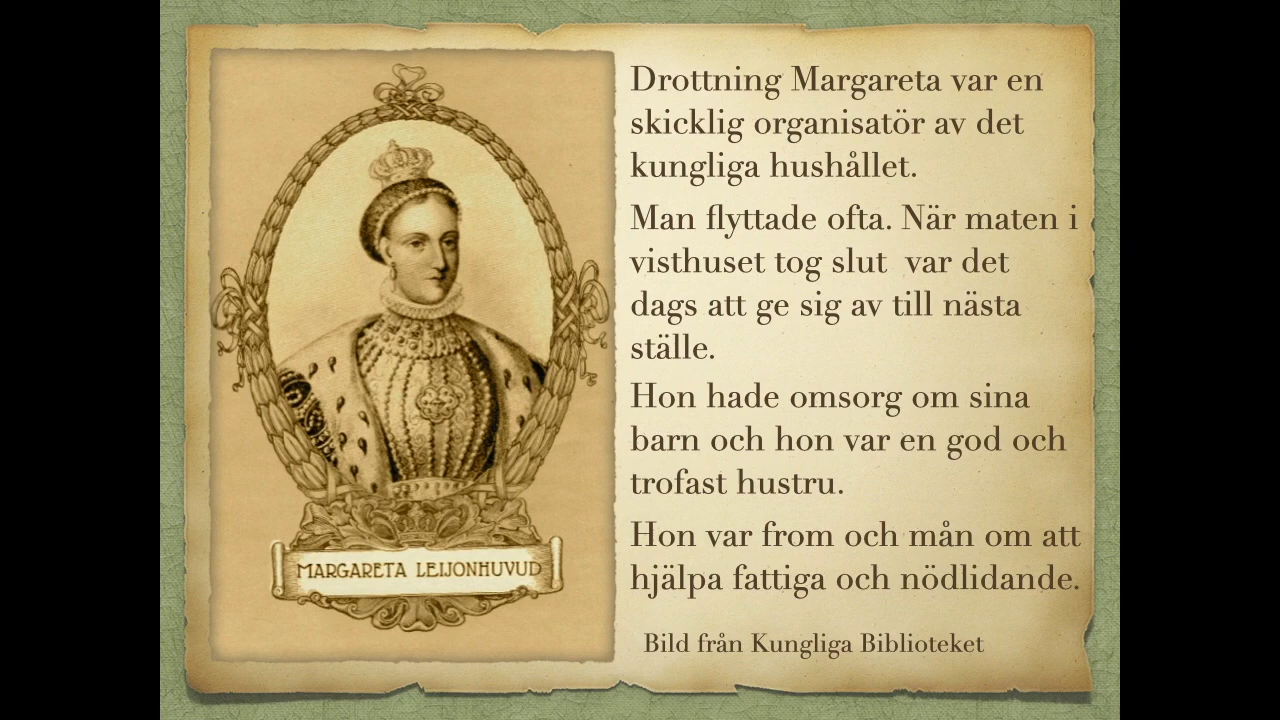 MARGARETA LEIJONHUVUD
Drottning Margareta var en
skicklig organisatör av det
kungliga hushållet.
Man flyttade ofta. När maten i
visthuset tog slut  var det
dags att ge sig av till nästa
ställe.
Hon hade omsorg om sina
barn och hon var en god och
trofast hustru.
Hon var from och mån om att
hjälpa fattiga och nödlidande.
Bild från Kungliga Biblioteket